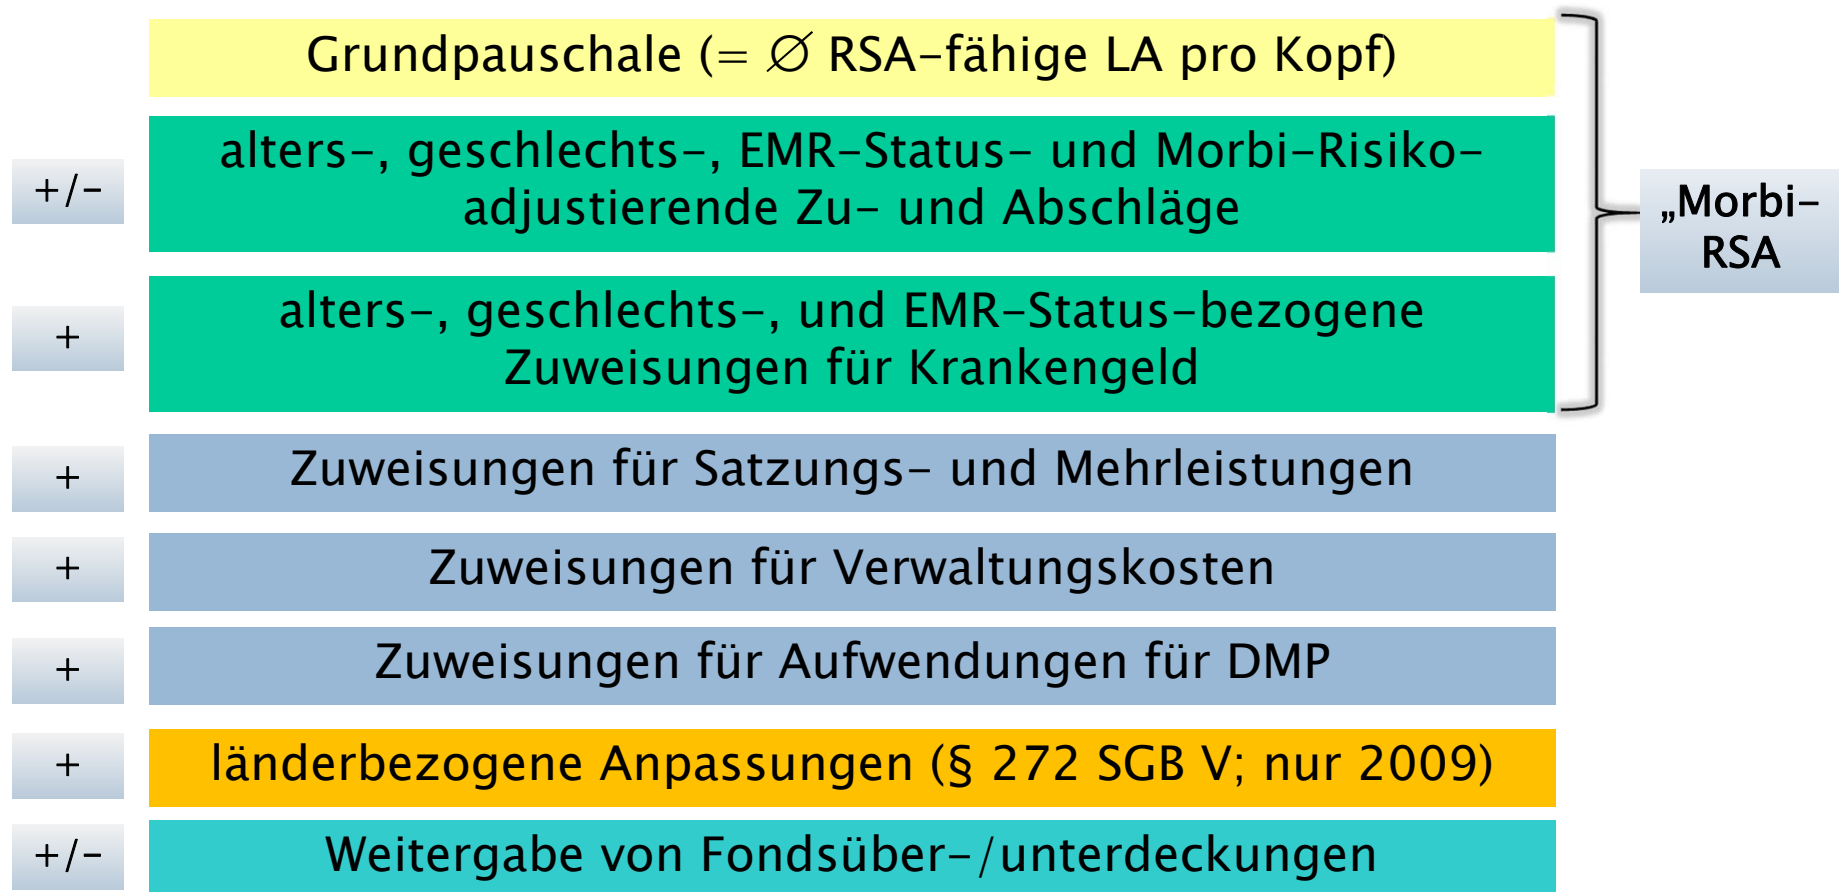 Grundpauschale (= ∅ RSA-fähige LA pro Kopf)
+/-
alters-, geschlechts-, EMR-Status- und Morbi-Risiko-
adjustierende Zu- und Abschläge
„Morbi-
RSA
+
alters-, geschlechts-, und EMR-Status-bezogene
Zuweisungen für Krankengeld
+
Zuweisungen für Satzungs- und Mehrleistungen
+
Zuweisungen für Verwaltungskosten
+
Zuweisungen für Aufwendungen für DMP
+
länderbezogene Anpassungen (§ 272 SGB V; nur 2009)
+/-
Weitergabe von Fondsüber-/unterdeckungen